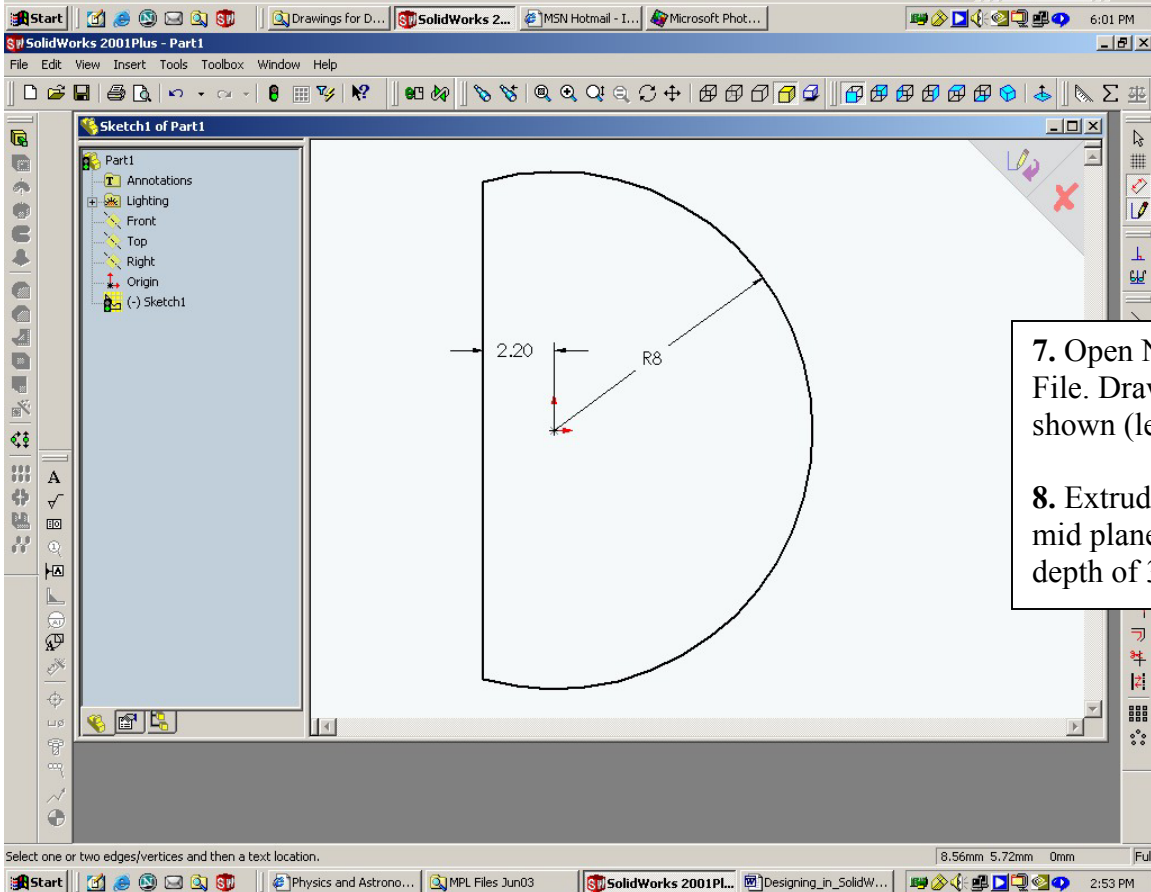 Start
Drawings for D...
SolidWorks 2...
MSN Hotmail - I...
Microsoft Phot...
6:01 PM
SolidWorks 2001Plus - Part1
File Edit View Insert Tools Toolbox Window Help
Sketch1 of Part1
Part1
Annotations
Lighting
Front
Top
Right
Origin
(-) Sketch1
2.20
R8
7. Open N
File. Draw
shown (le
8. Extrud
mid plane
depth of 3
Select one or two edges/vertices and then a text location.
8.56mm 5.72mm 0mm
Ful
Start
Physics and Astrono...
MPL Files Jun03
SolidWorks 2001Pl...
Designing_in_SolidW...
2:53 PM